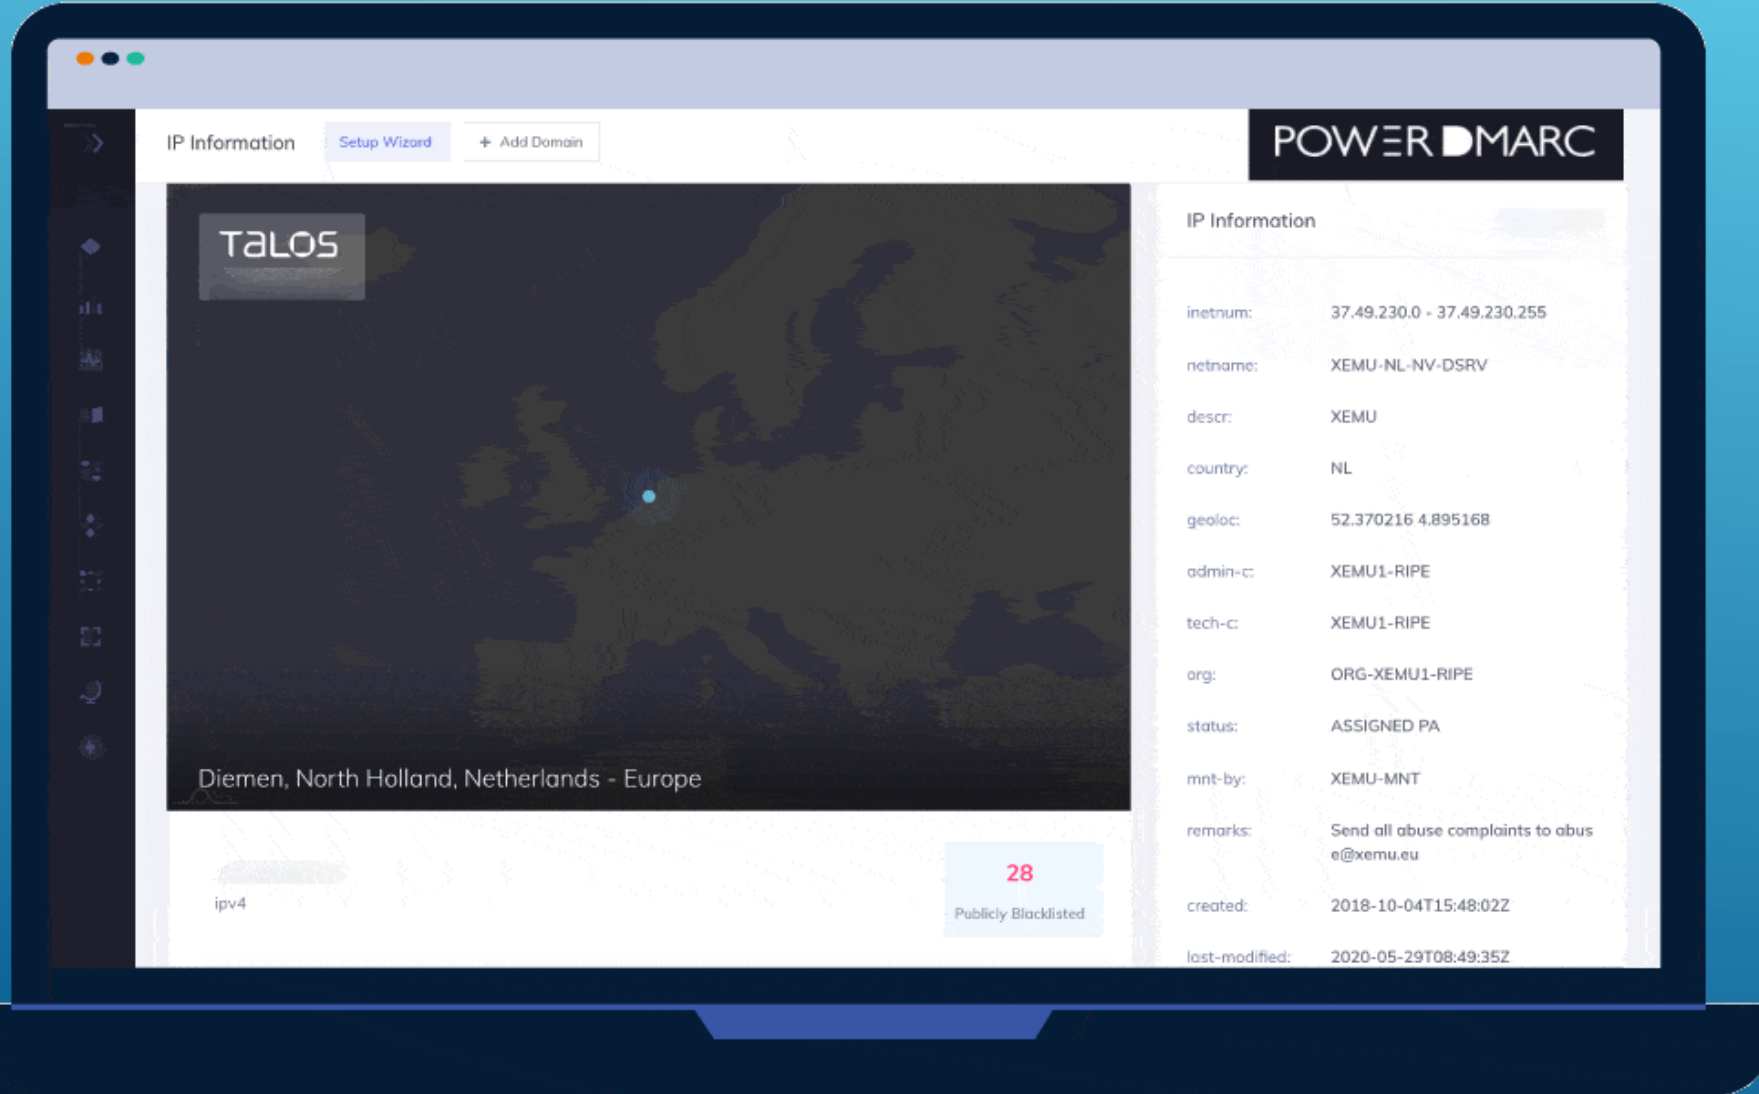 IP Information
Setup Wizard
+ Add Domain
POWER DMARC
TALOS
Diemen, North Holland, Netherlands - Europe
ipv4
28
Publicly Blacklisted
IP Information
inetnum: 37.49.230.0 - 37.49.230.255
netname: XEMU-NL-NV-DSRV
descr: XEMU
country: NL
geoloc: 52.370216 4.895168
admin-c: XEMU1-RIPE
tech-c: XEMU1-RIPE
org: ORG-XEMU1-RIPE
status: ASSIGNED PA
mnt-by: XEMU-MNT
remarks: Send all abuse complaints to abus
e@xemu.eu
created: 2018-10-04T15:48:02Z
last-modified: 2020-05-29T08:49:35Z